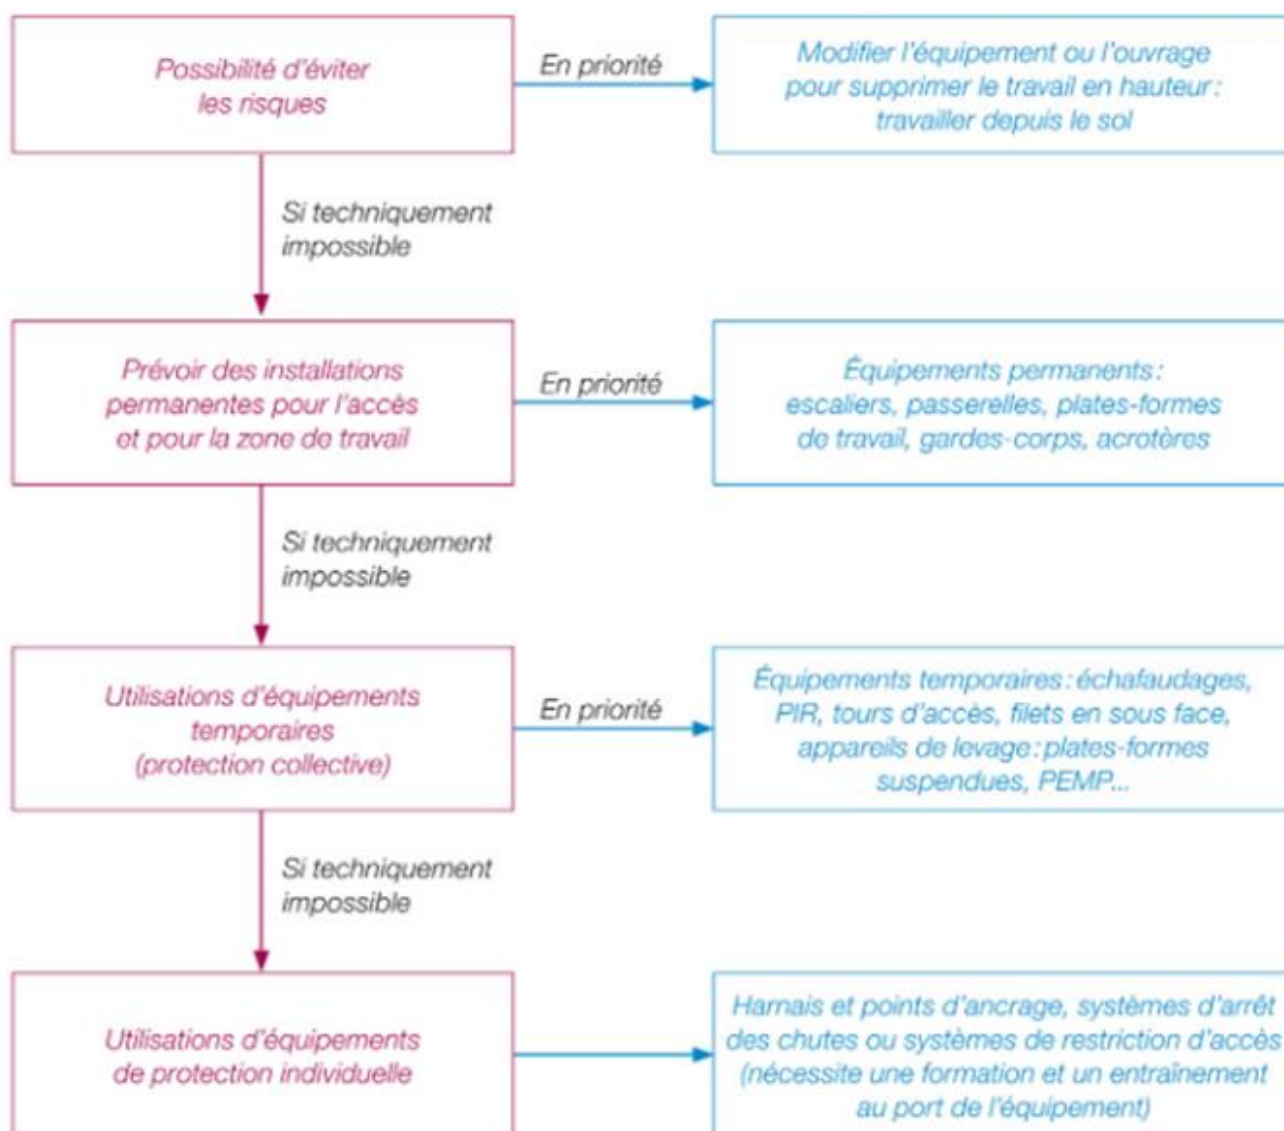 Possibilité d'éviter
les risques
En priorité
Modifier l'équipement ou l'ouvrage
pour supprimer le travail en hauteur :
travailler depuis le sol
Si techniquement
impossible
Prévoir des installations
permanentes pour l'accès
et pour la zone de travail
En priorité
Équipements permanents :
escaliers, passerelles, plates-formes
de travail, gardes-corps, acrotères
Si techniquement
impossible
Utilisations d'équipements
temporaires
(protection collective)
En priorité
Équipements temporaires : échafaudages,
PIR, tours d'accès, filets en sous face,
appareils de levage : plates-formes
suspendues, PEMP...
Si techniquement
impossible
Utilisations d'équipements
de protection individuelle
Harnais et points d'ancrage, systèmes d'arrêt
des chutes ou systèmes de restriction d'accès
(nécessite une formation et un entraînement
au port de l'équipement)